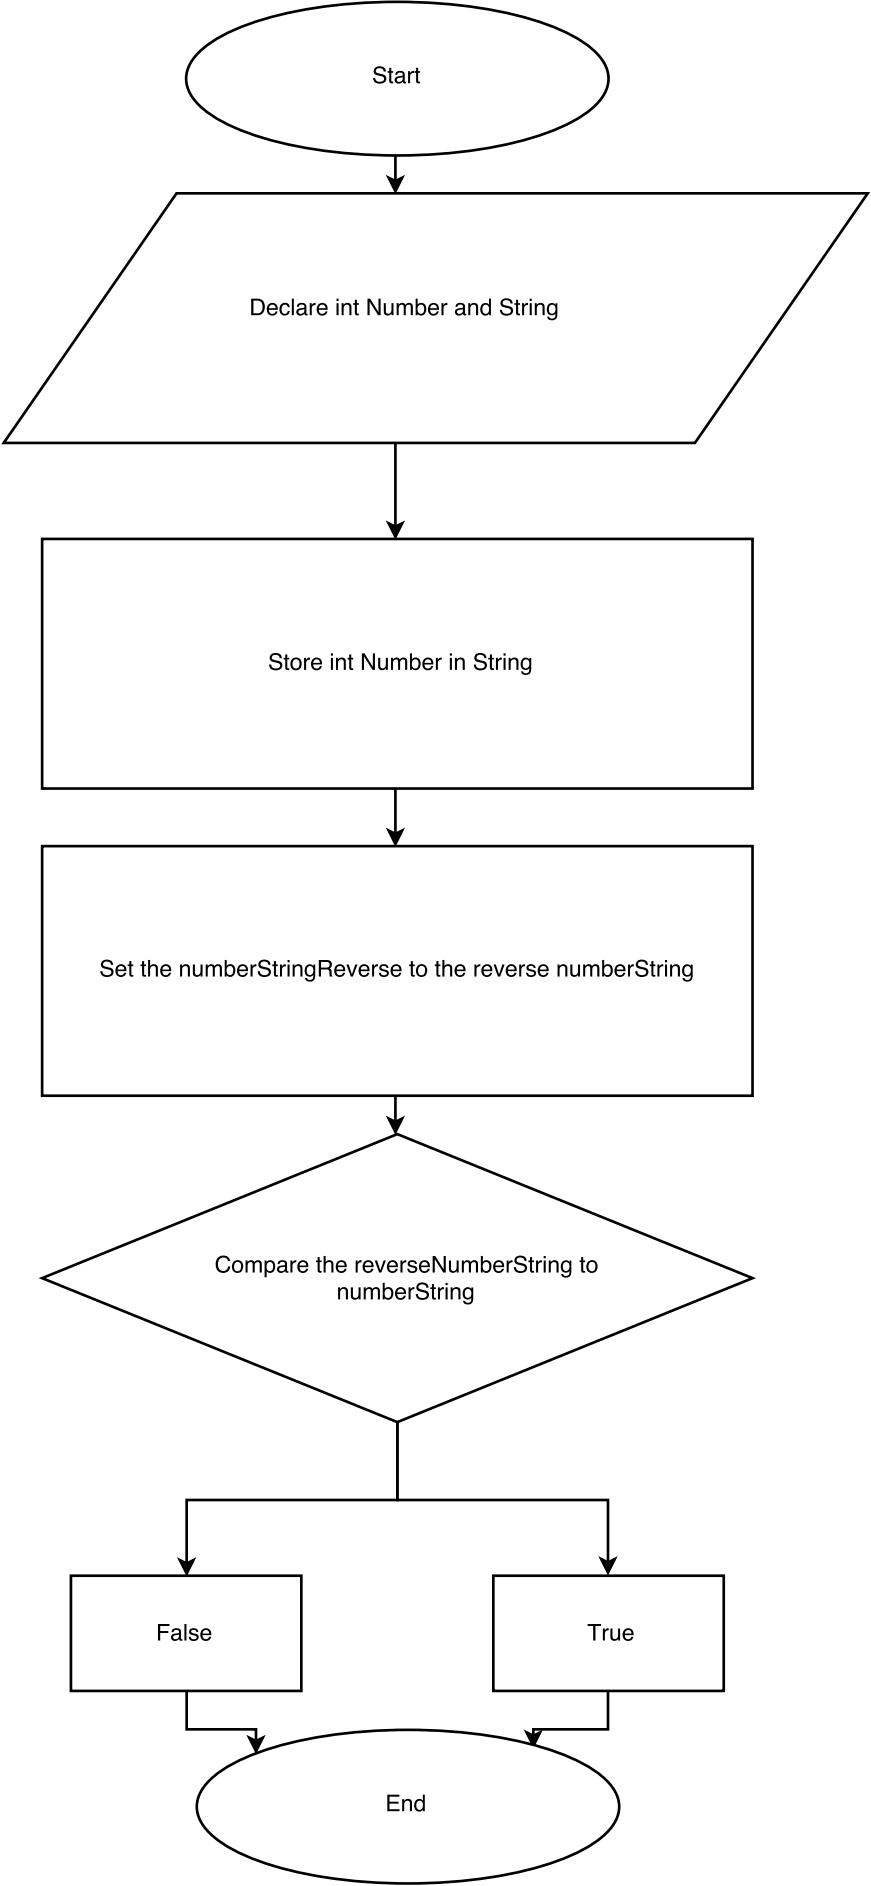 Start
Declare int Number and String
Store int Number in String
Set the numberStringReverse to the reverse numberString
Compare the reverseNumberString to
numberString
False
True
End